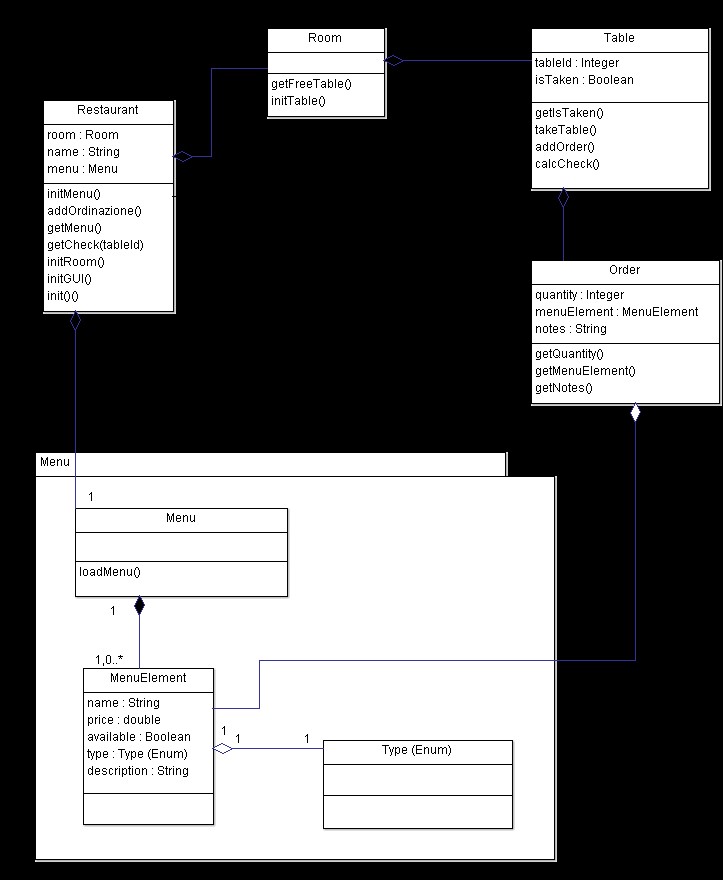 Room
getFreeTable()
initTable()
Table
tableId : Integer
isTaken : Boolean
getIsTaken()
takeTable()
addOrder()
calcCheck()
Restaurant
room : Room
name : String
menu : Menu
initMenu()
addOrdinazione()
getMenu()
getCheck(tableId)
initRoom()
initGUI()
init()()
Order
quantity : Integer
menuElement : MenuElement
notes : String
getQuantity()
getMenuElement()
getNotes()
Menu
1
Menu
loadMenu()
1
1,0..*
MenuElement
name : String
price : double
available : Boolean
type : Type (Enum)
description : String
1
1
1
Type (Enum)